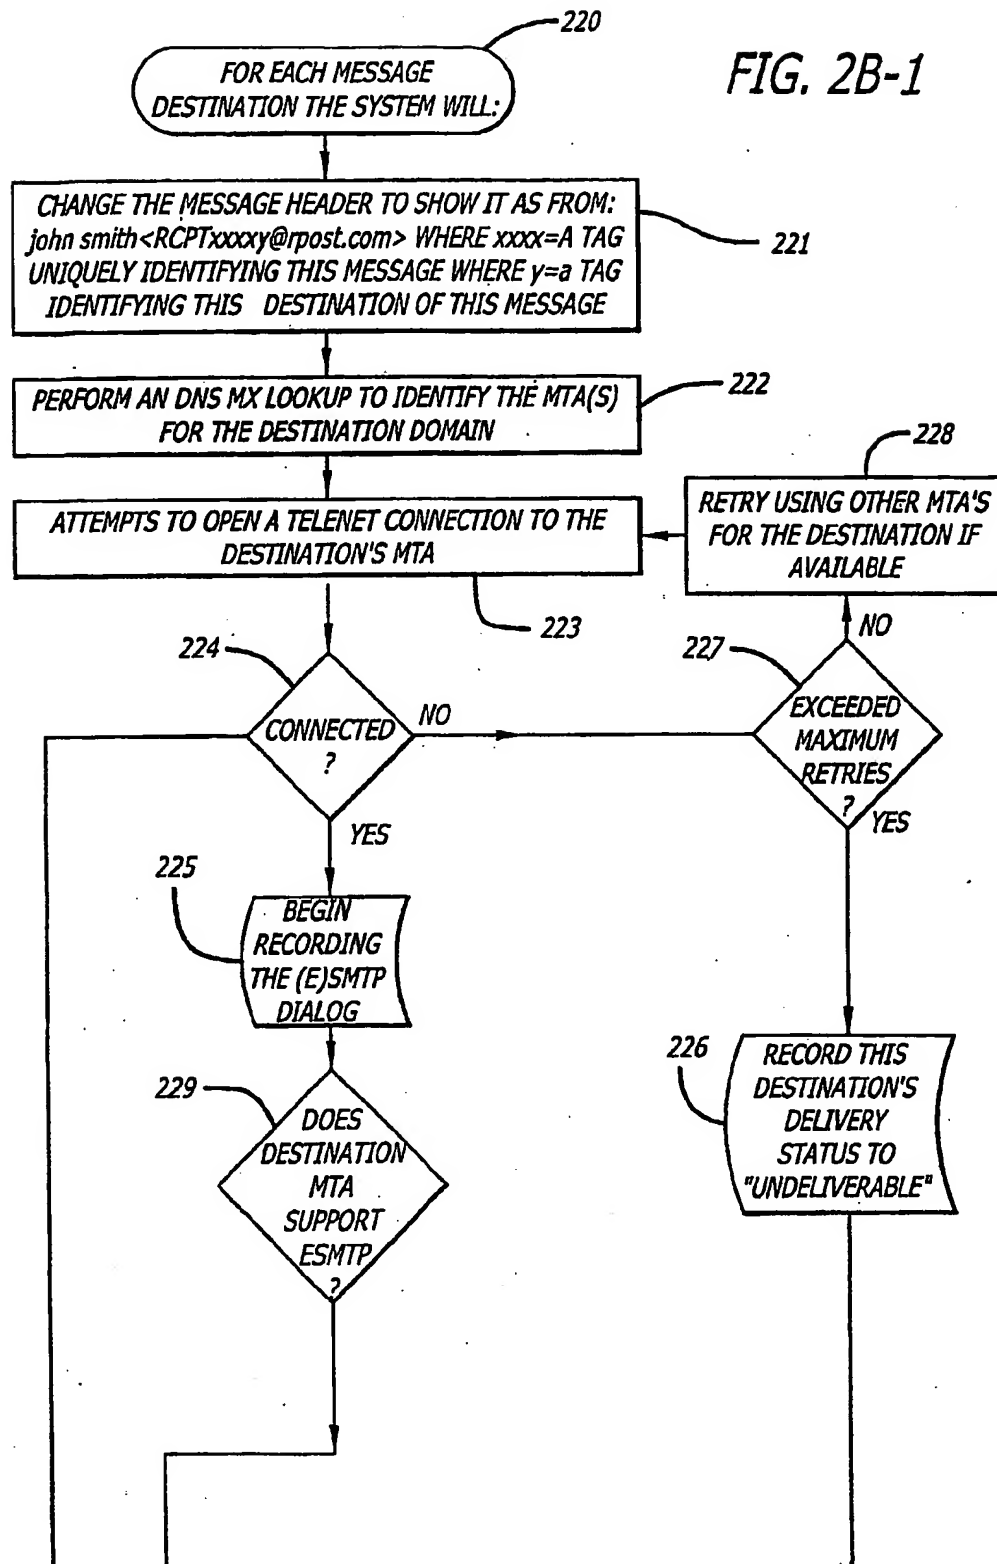 220
FIG. 2B-1
FOR EACH MESSAGE
DESTINATION THE SYSTEM WILL:
CHANGE THE MESSAGE HEADER TO SHOW IT AS FROM:
john smith<RCPTxxxxy@rpost.com> WHERE xxxx=A TAG
UNIQUELY IDENTIFYING THIS MESSAGE WHERE y=a TAG
IDENTIFYING THIS DESTINATION OF THIS MESSAGE
221
PERFORM AN DNS MX LOOKUP TO IDENTIFY THE MTA(S)
FOR THE DESTINATION DOMAIN
222
228
RETRY USING OTHER MTA'S
FOR THE DESTINATION IF
AVAILABLE
ATTEMPTS TO OPEN A TELENET CONNECTION TO THE
DESTINATION'S MTA
223
NO
224
227
CONNECTED
?
NO
EXCEEDED
MAXIMUM
RETRIES
?
YES
YES
225
BEGIN
RECORDING
THE (E)SMTP
DIALOG
226
RECORD THIS
DESTINATION'S
DELIVERY
STATUS TO
"UNDELIVERABLE"
229
DOES
DESTINATION
MTA
SUPPORT
ESMTP
?